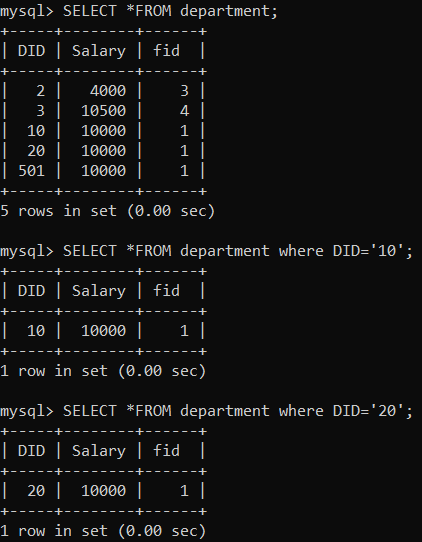 mysql> SELECT *FROM department;
+-----+--------+------+
| DID | Salary | fid  |
+-----+--------+------+
|   2 |   4000 |    3 |
|   3 |  10500 |    4 |
|  10 |  10000 |    1 |
|  20 |  10000 |    1 |
| 501 |  10000 |    1 |
+-----+--------+------+
5 rows in set (0.00 sec)

mysql> SELECT *FROM department where DID='10';
+-----+--------+------+
| DID | Salary | fid  |
+-----+--------+------+
|  10 |  10000 |    1 |
+-----+--------+------+
1 row in set (0.00 sec)

mysql> SELECT *FROM department where DID='20';
+-----+--------+------+
| DID | Salary | fid  |
+-----+--------+------+
|  20 |  10000 |    1 |
+-----+--------+------+
1 row in set (0.00 sec)